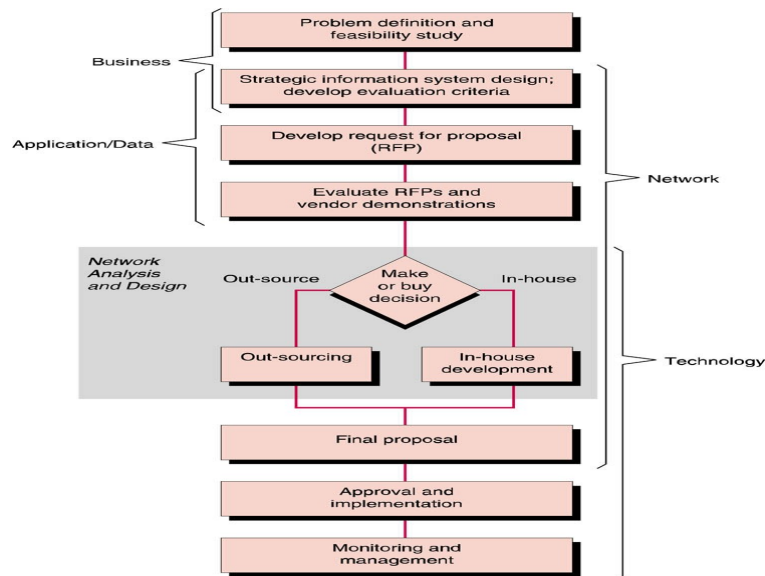 Problem definition and
feasibility study
Business
Strategic information system design;
develop evaluation criteria
Application/Data
Develop request for proposal
(RFP)
Network
Evaluate RFPs and
vendor demonstrations
Network
Analysis
and Design
Out-source
Make
or buy
decision
In-house
Out-sourcing
In-house
development
Technology
Final proposal
Approval and
implementation
Monitoring and
management